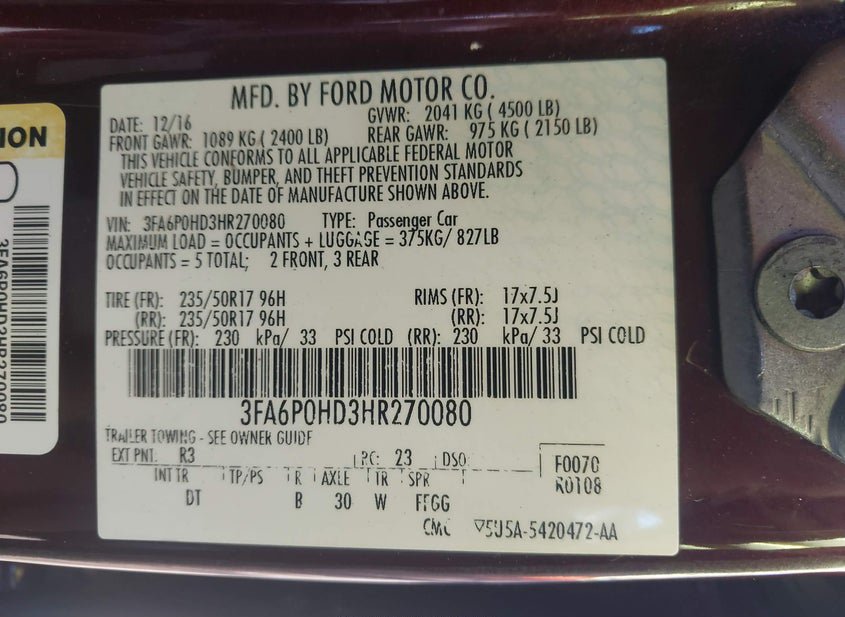 MFD. BY FORD MOTOR CO.
DATE: 12/16 GVWR: 2041 KG ( 4500 LB)
FRONT GAWR: 1089 KG ( 2400 LB) REAR GAWR: 975 KG ( 2150 LB)
THIS VEHICLE CONFORMS TO ALL APPLICABLE FEDERAL MOTOR
VEHICLE SAFETY, BUMPER, AND THEFT PREVENTION STANDARDS
IN EFFECT ON THE DATE OF MANUFACTURE SHOWN ABOVE.
VIN: 3FA6P0HD3HR270080 TYPE: Passenger Car
MAXIMUM LOAD = OCCUPANTS + LUGGAGE = 375KG/ 827LB
OCCUPANTS = 5 TOTAL; 2 FRONT, 3 REAR
TIRE (FR): 235/50R17 96H RIMS (FR): 17x7.5J
(RR): 235/50R17 96H (RR): 17x7.5J
PRESSURE (FR): 230 kPa/ 33 PSI COLD (RR): 230 kPa/ 33 PSI COLD
3FA6P0HD3HR270080
TRAILER TOWING - SEE OWNER GUIDE
EXT PNT: R3 RC: 23 DSO: F0070
R0108
INT TR TP/PS R AXLE TR SPR
DT B 30 W FFGG
CMC 5U5A-5420472-AA
ION
3FA6P0HD3HR270080